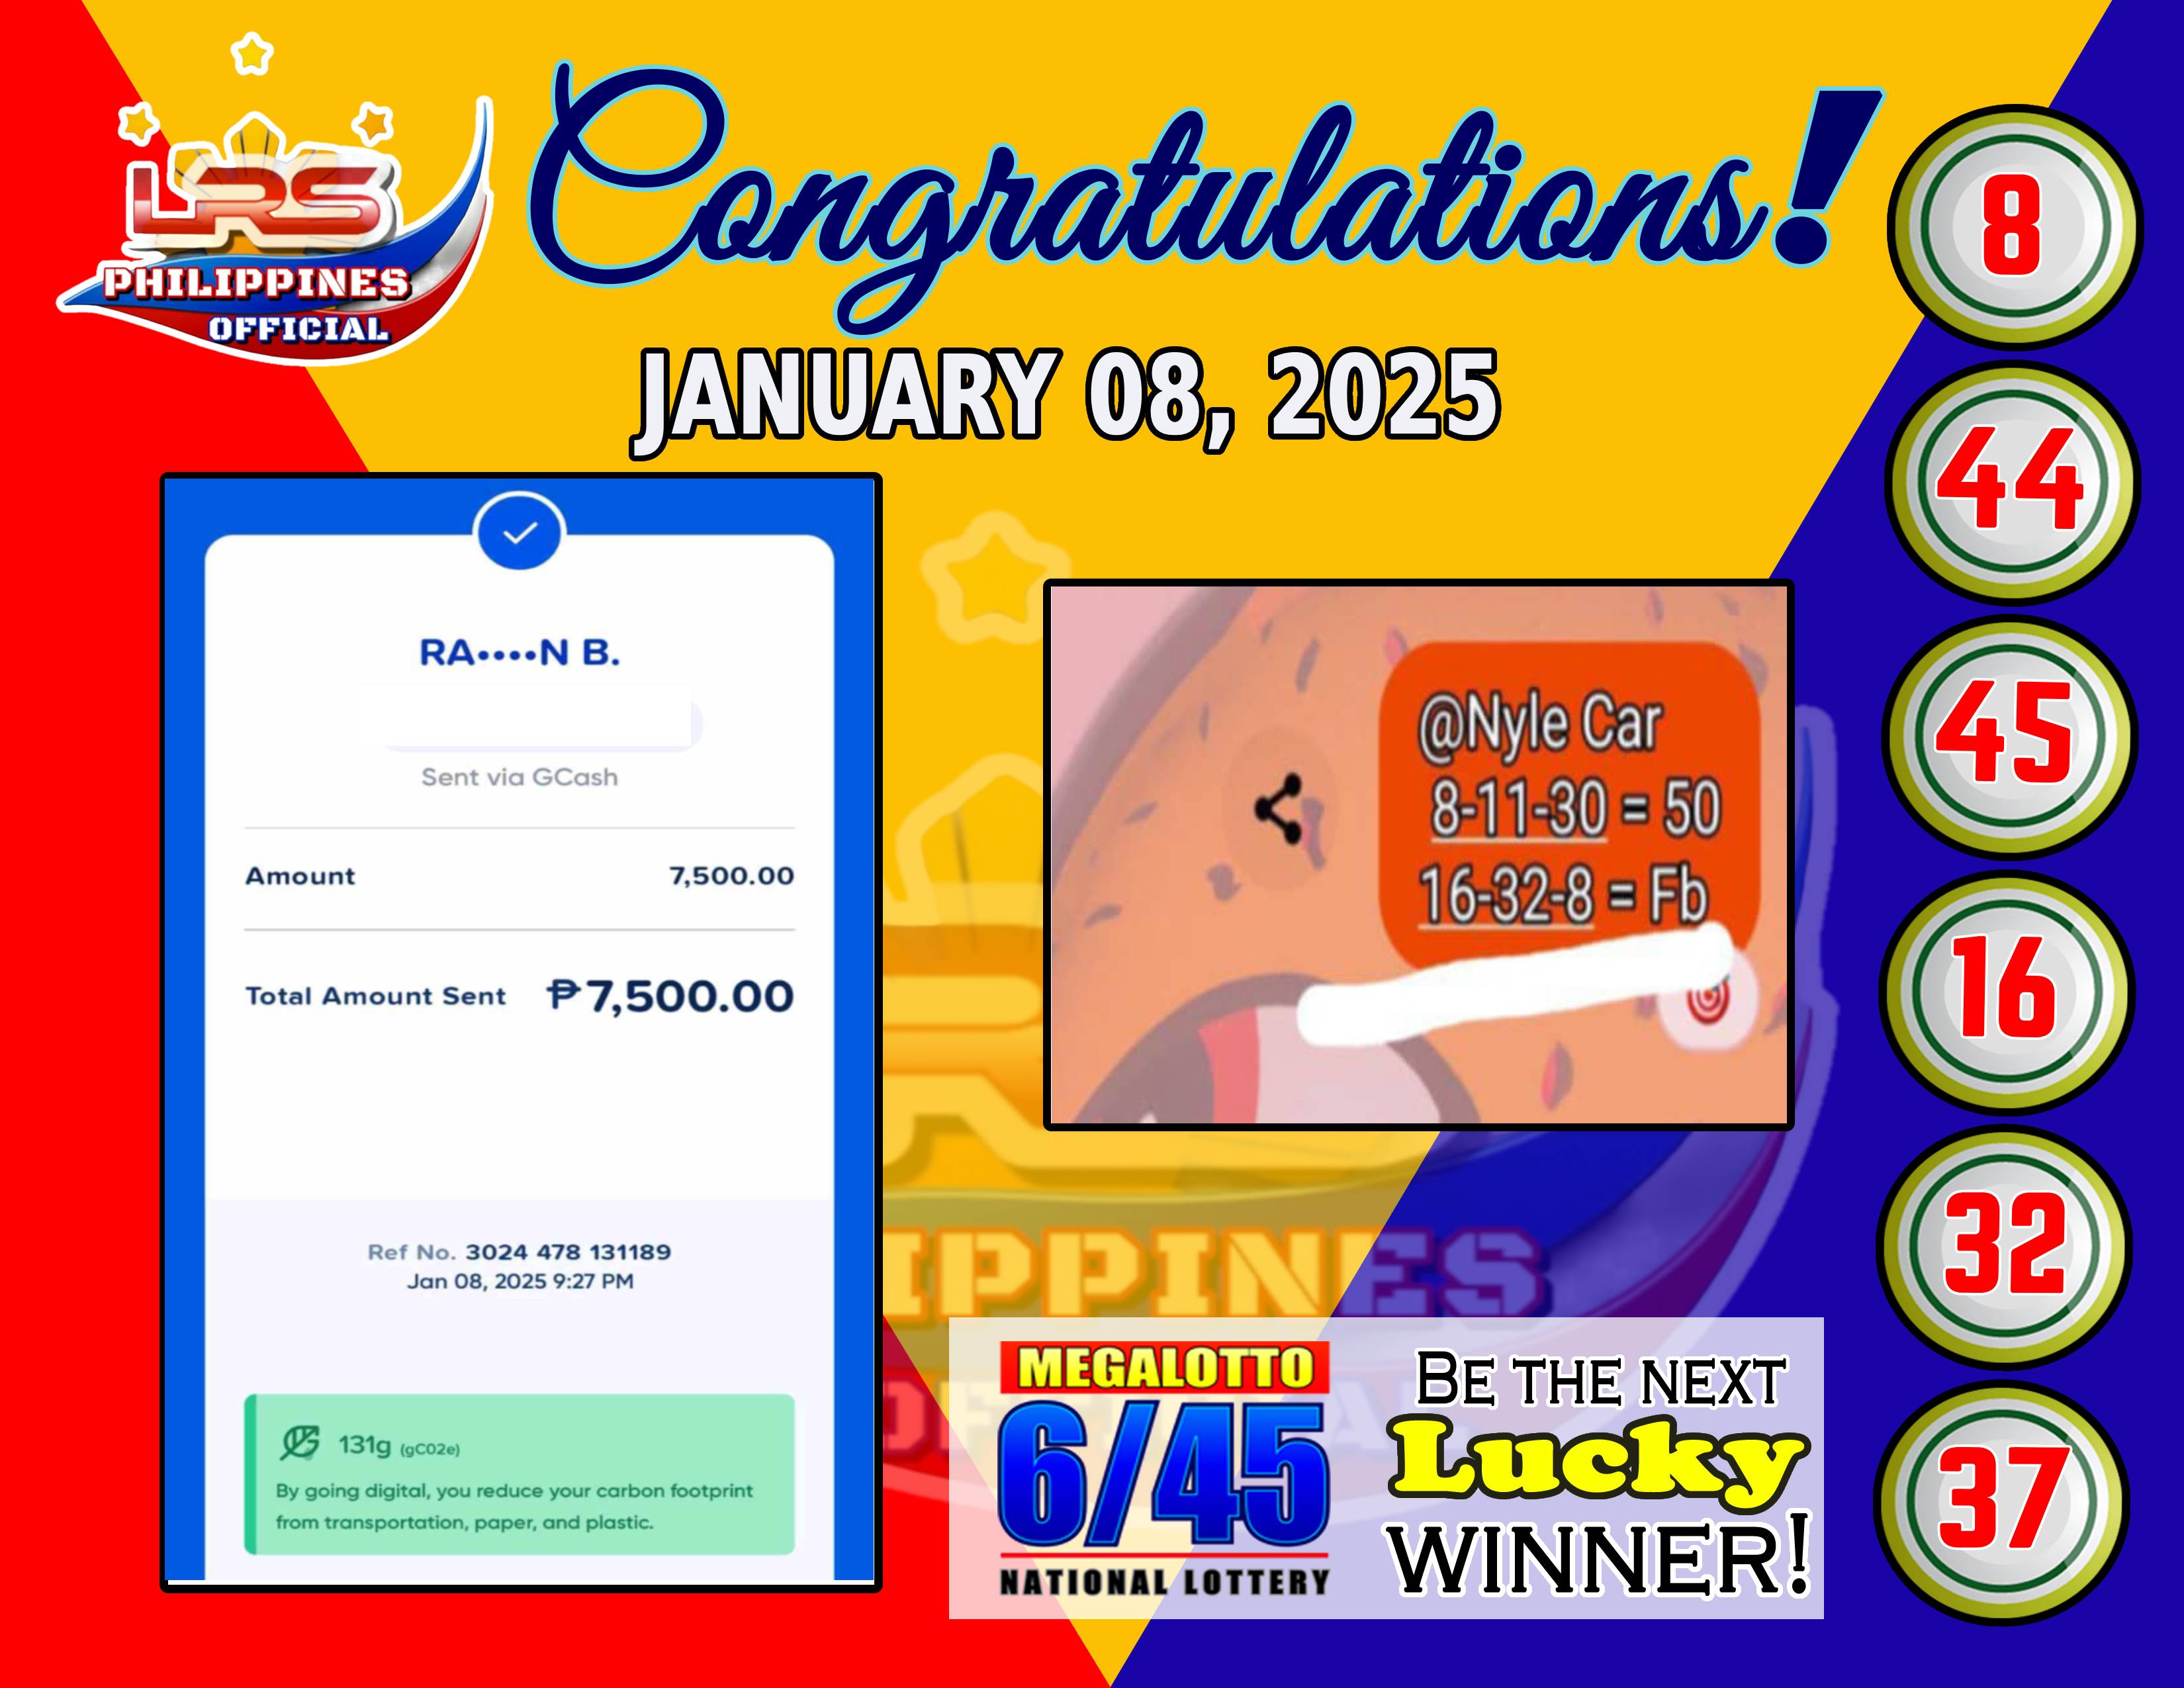 LRS
PHILIPPINES
OFFICIAL
Congratulations!
JANUARY 08, 2025
RA••••N B.
Sent via GCash
Amount 7,500.00
Total Amount Sent ₱7,500.00
Ref No. 3024 478 131189
Jan 08, 2025 9:27 PM
131g (gC02e)
By going digital, you reduce your carbon footprint
from transportation, paper, and plastic.
@Nyle Car
8-11-30 = 50
16-32-8 = Fb
IPPINES
MEGALOTTO
6/45
NATIONAL LOTTERY
BE THE NEXT
Lucky
WINNER!
8
44
45
16
32
37